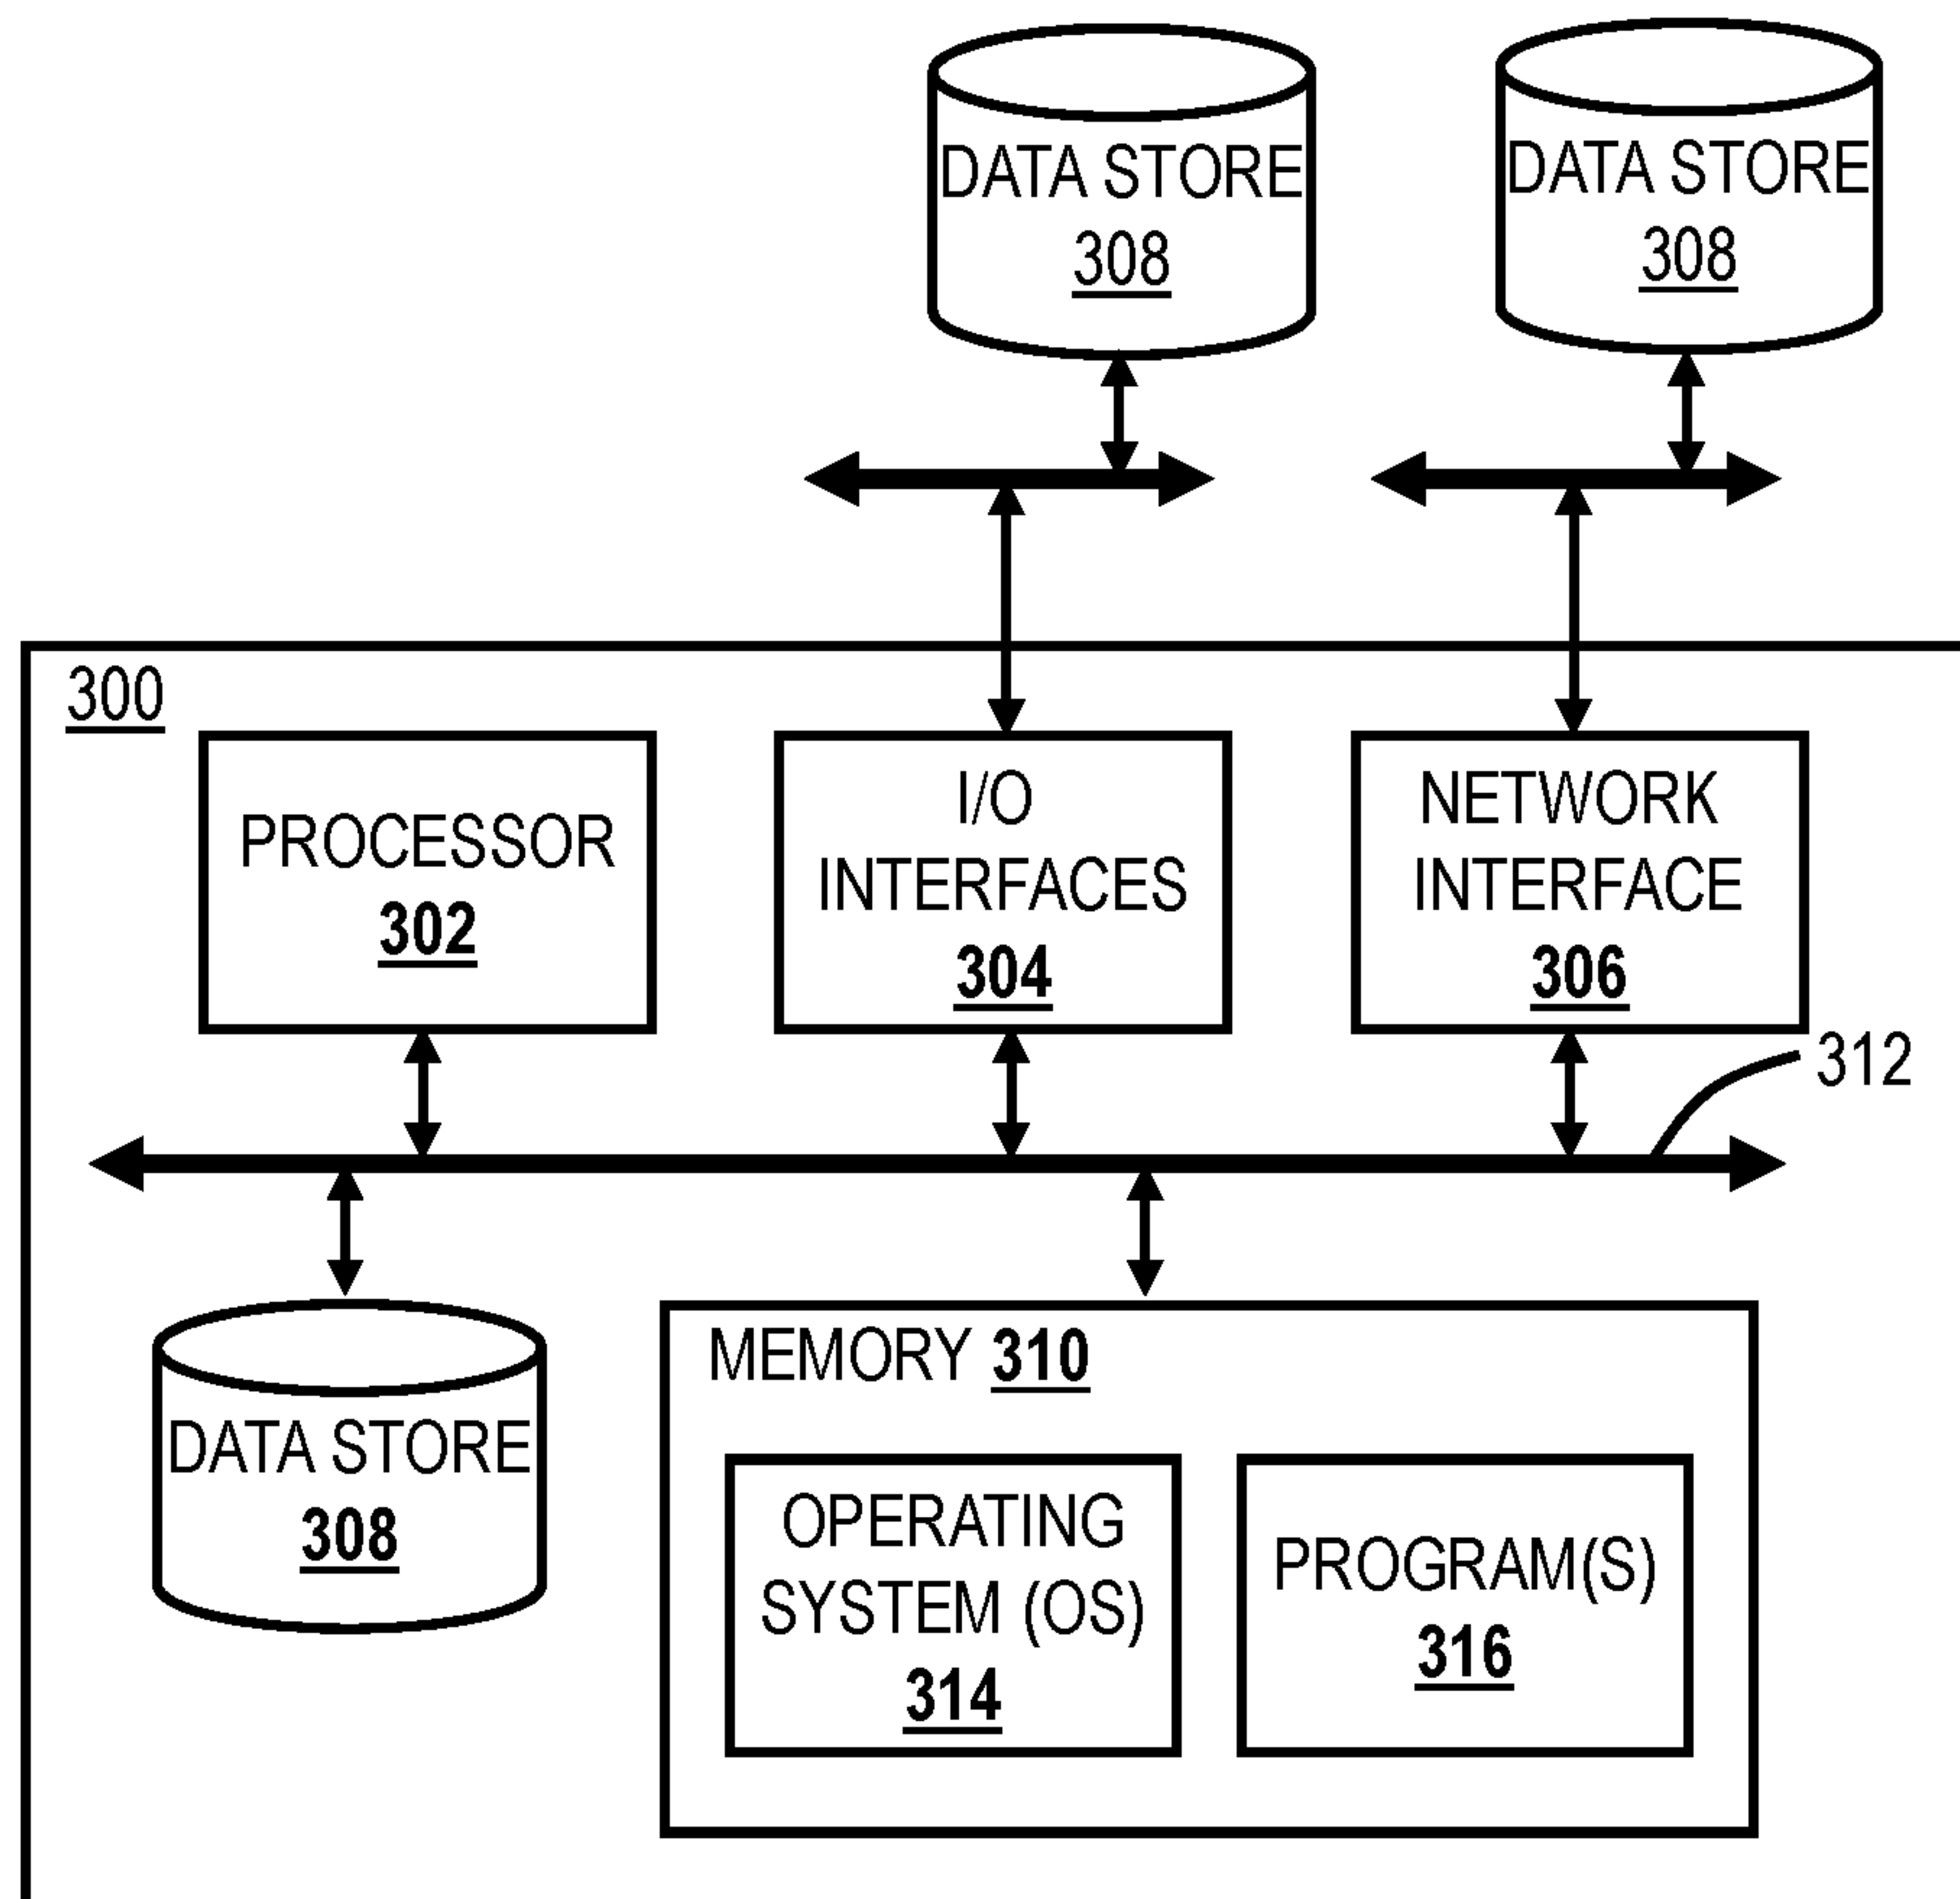 DATA STORE
308
DATA STORE
308
300
PROCESSOR
302
I/O
INTERFACES
304
NETWORK
INTERFACE
306
312
DATA STORE
308
MEMORY 310
OPERATING
SYSTEM (OS)
314
PROGRAM(S)
316